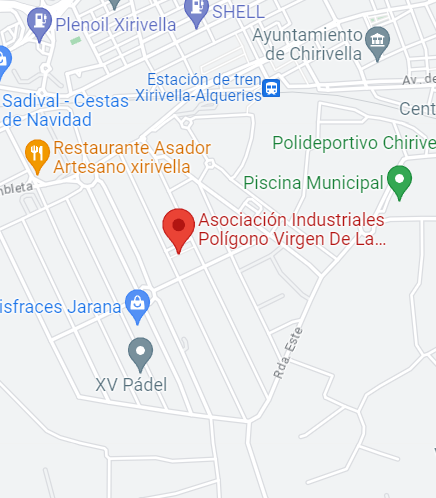 Plenoil Xirivella
SHELL
Ayuntamiento
de Chirivella
Estación de tren
Xirivella-Alqueries
Av. de
Sadival - Cestas
de Navidad
Cent
Restaurante Asador
Artesano xirivella
Polideportivo Chirive
Piscina Municipal
mbleta
Asociación Industriales
Polígono Virgen De La...
isfraces Jarana
Rda. Este
XV Pádel